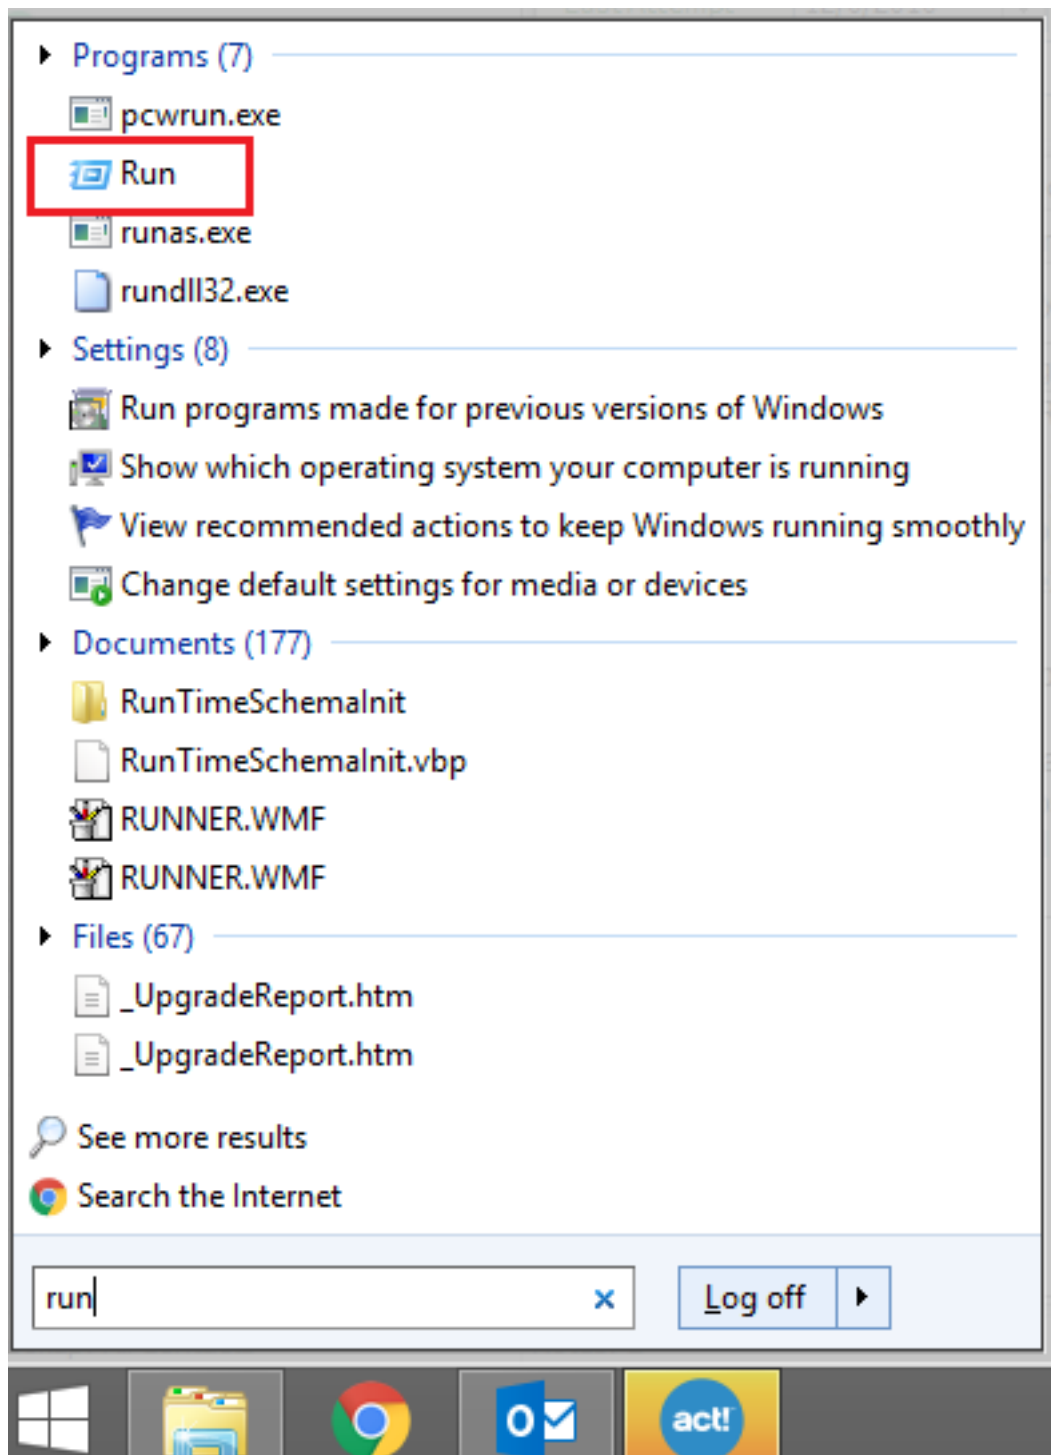 Programs (7)
pcwrun.exe
Run
runas.exe
rundll32.exe
Settings (8)
Run programs made for previous versions of Windows
Show which operating system your computer is running
View recommended actions to keep Windows running smoothly
Change default settings for media or devices
Documents (177)
RunTimeSchemaInit
RunTimeSchemaInit.vbp
RUNNER.WMF
RUNNER.WMF
Files (67)
_UpgradeReport.htm
_UpgradeReport.htm
See more results
Search the Internet
run
Log off
act!